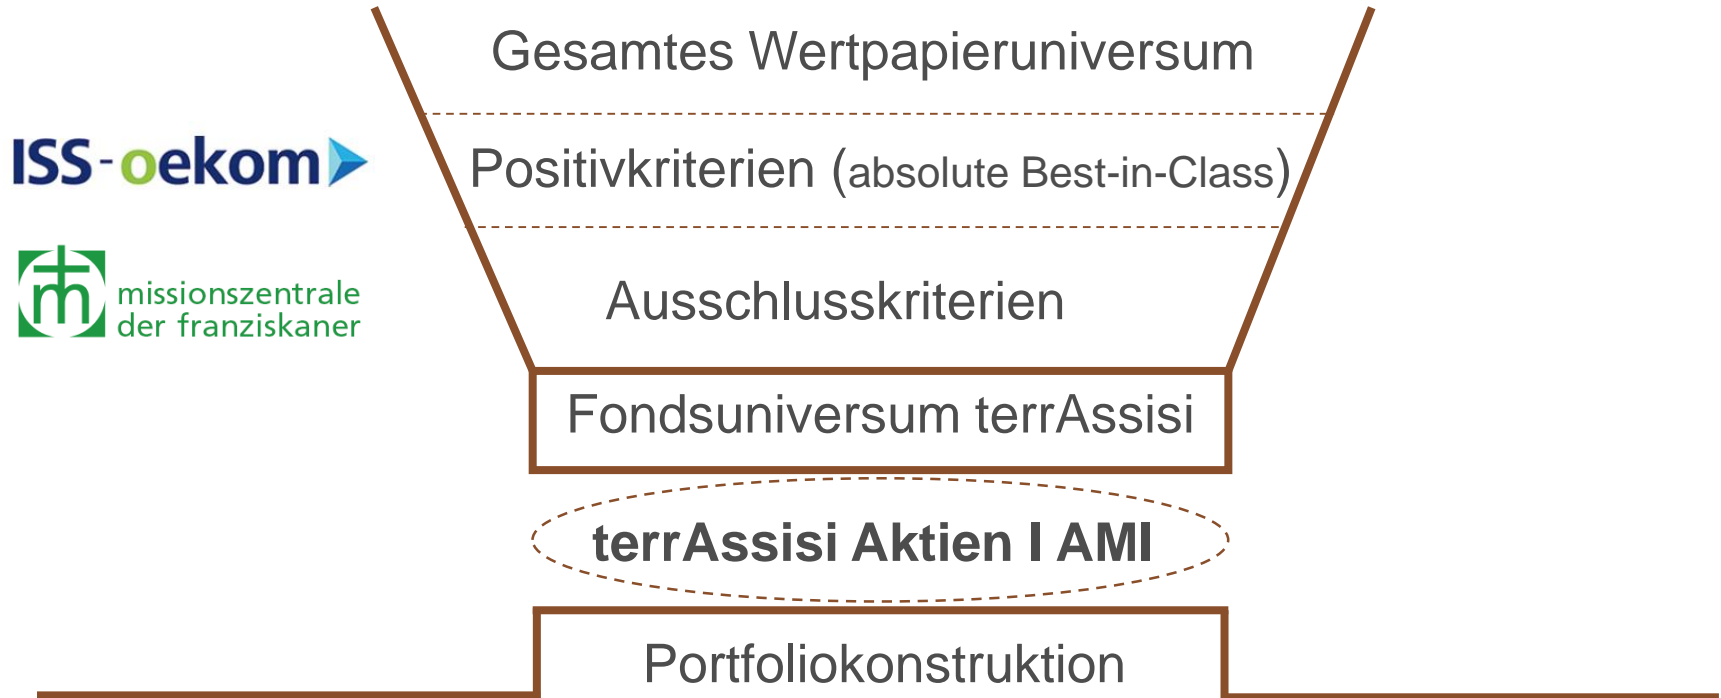 Gesamtes Wertpapieruniversum
ISS-oekom
Positivkriterien (absolute Best-in-Class)
missionszentrale
der franziskaner
Ausschlusskriterien
Fondsuniversum terrAssisi
terrAssisi Aktien I AMI
Portfoliokonstruktion